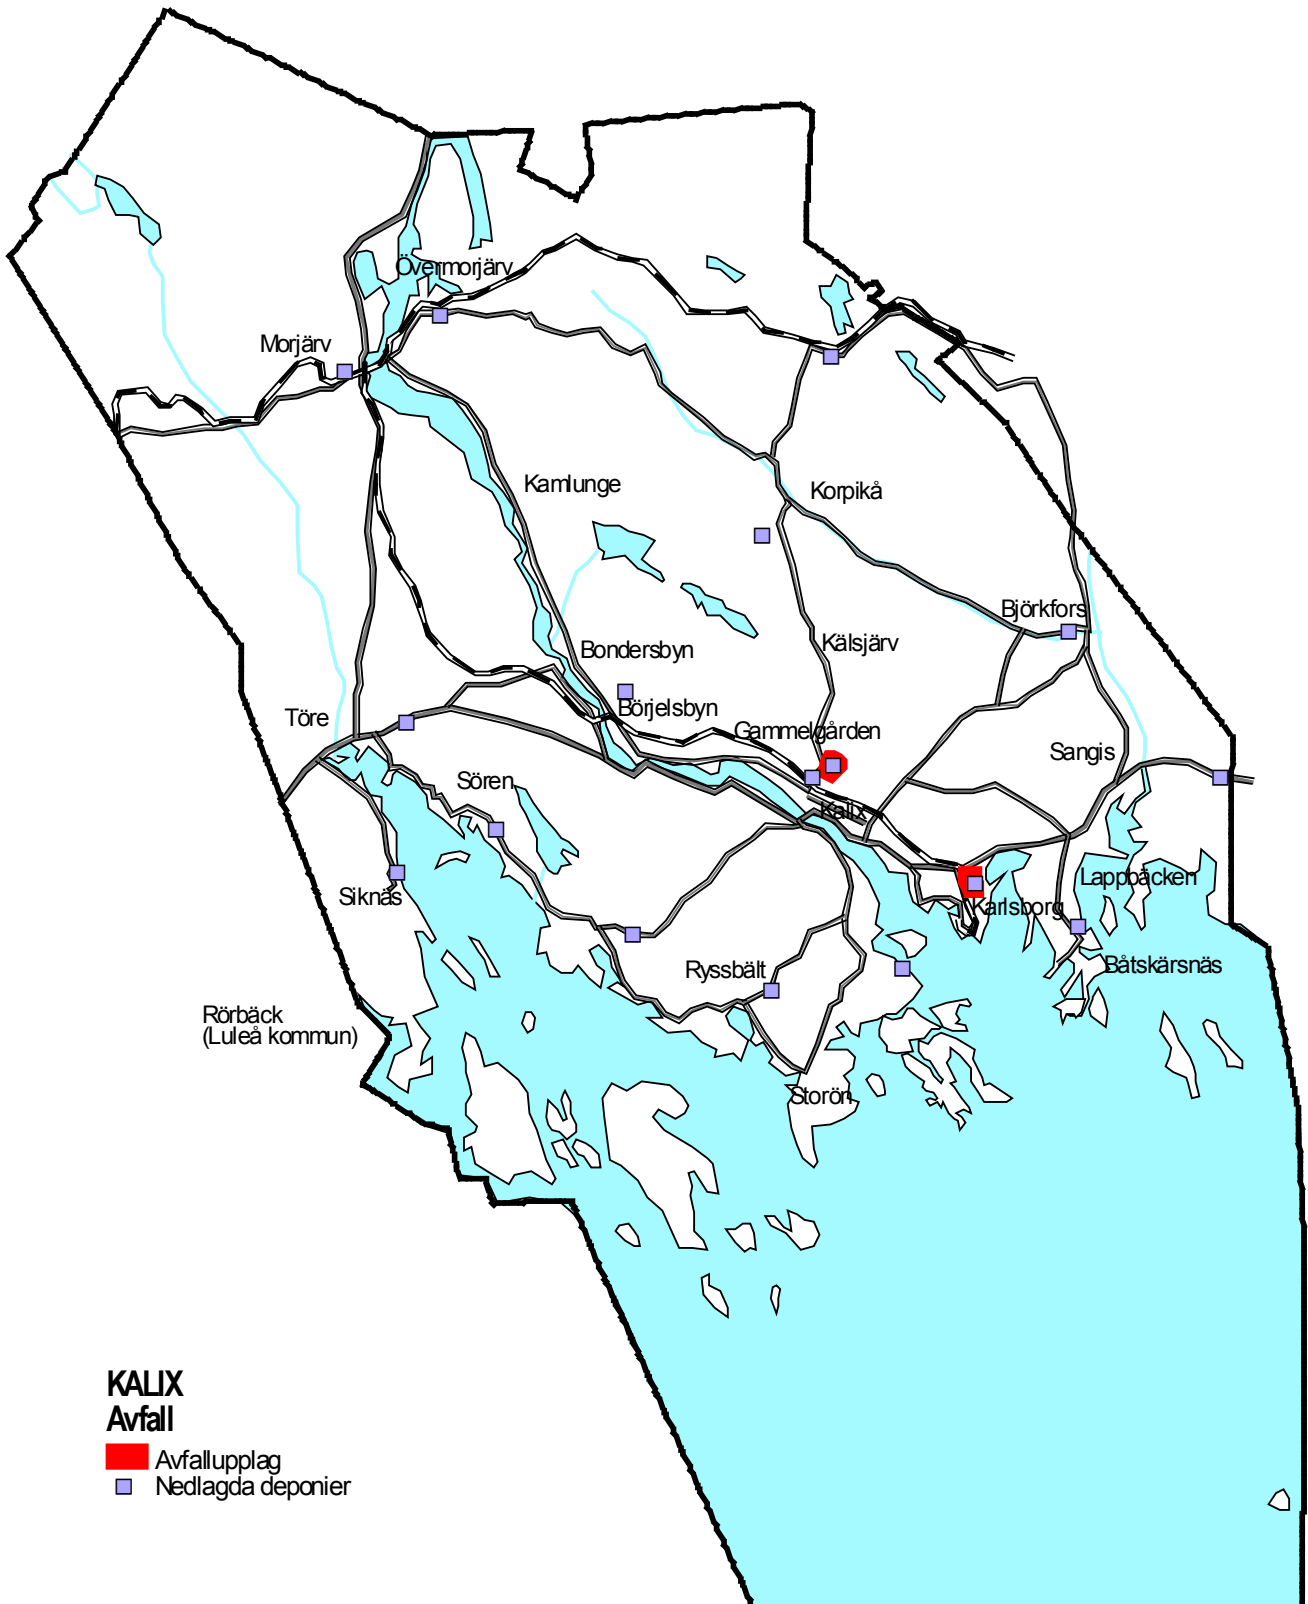 Övermorjärv
Morjärv
Kamlunge
Korpikå
Björkfors
Bondersbyn
Kälsjärv
Börjelsbyn
Töre
Gammelgården
Sangis
Sören
Kalix
Lappbäcken
Siknäs
Karlsborg
Ryssbält
Båtskärsnäs
Rörbäck
(Luleå kommun)
Storön
KALIX
Avfall
Avfallupplag
Nedlagda deponier